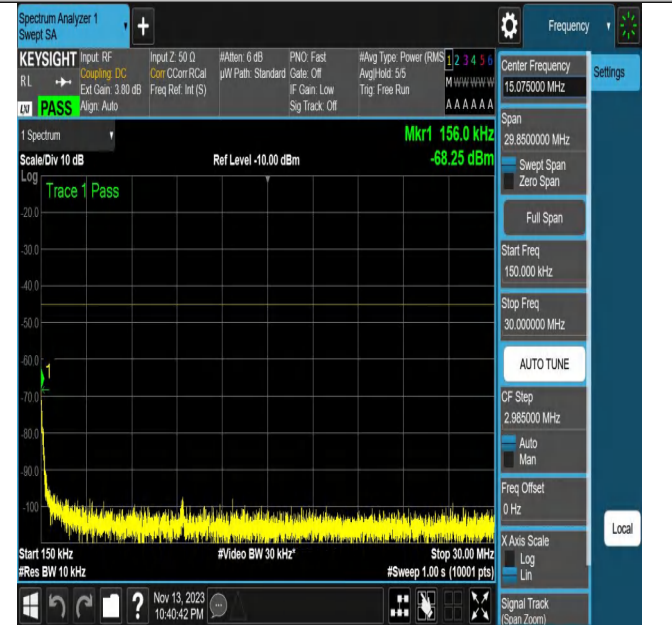 Spectrum Analyzer 1
Swept SA
+
Frequency
KEYSIGHT
RL
PASS
Input: RF
Coupling: DC
Ext Gain: 3.80 dB
Align: Auto
Input Z: 50 Ω
Corr CCorr RCal
Freq Ref: Int (S)
#Atten: 6 dB
µW Path: Standard
PNO: Fast
Gate: Off
IF Gain: Low
Sig Track: Off
#Avg Type: Power (RMS
Avg|Hold: 5/5
Trig: Free Run
1 2 3 4 5 6
M W W W W W
A A A A A A
1 Spectrum
Scale/Div 10 dB
Ref Level -10.00 dBm
Mkr1 156.0 kHz
-68.25 dBm
Log
Trace 1 Pass
-20.0
-30.0
-40.0
-50.0
-60.0
1
-70.0
-80.0
-90.0
-100
Start 150 kHz
#Video BW 30 kHz*
Stop 30.00 MHz
#Res BW 10 kHz
#Sweep 1.00 s (10001 pts)
Nov 13, 2023
10:40:42 PM
?
Center Frequency
15.075000 MHz
Settings
Span
29.8500000 MHz
Swept Span
Zero Span
Full Span
Start Freq
150.000 kHz
Stop Freq
30.000000 MHz
AUTO TUNE
CF Step
2.985000 MHz
Auto
Man
Freq Offset
0 Hz
Local
X Axis Scale
Log
Lin
Signal Track
(Span Zoom)